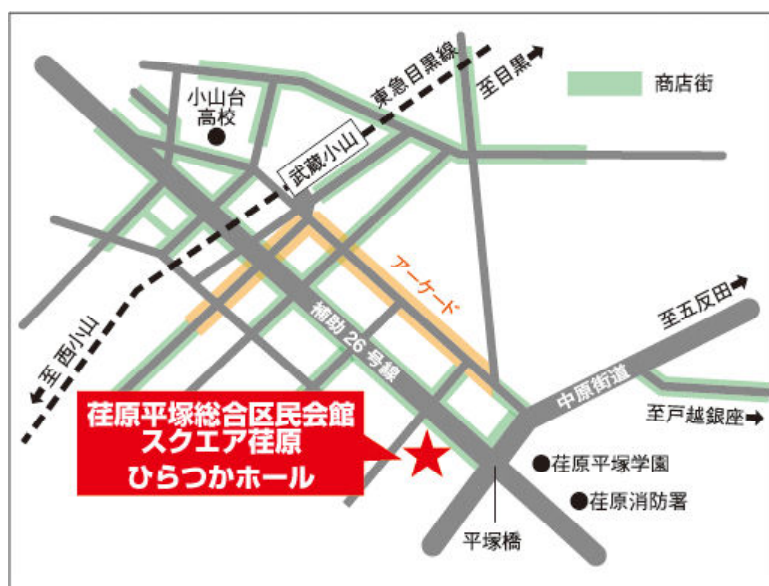 東急目黒線
至目黒
商店街
小山台
高校
武蔵小山
アーケード
至五反田
補助26号線
中原街道
至 西小山
至戸越銀座
荏原平塚総合区民会館
スクエア荏原
ひらつかホール
荏原平塚学園
荏原消防署
平塚橋